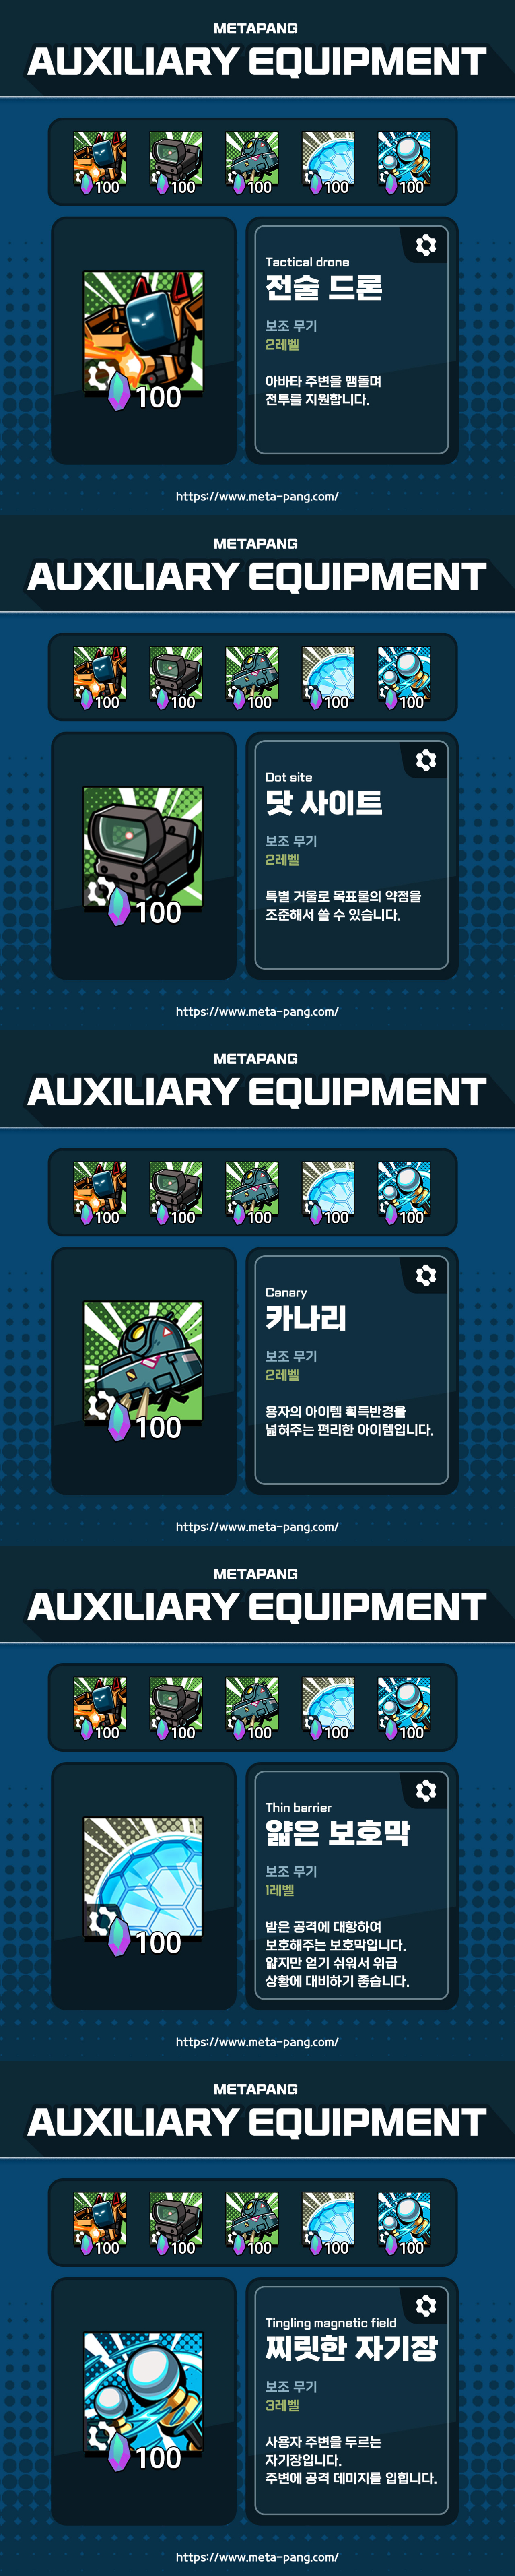 METAPANG
AUXILIARY EQUIPMENT
100 100 100 100 100
100
Tactical drone
전술 드론
보조 무기
2레벨
아바타 주변을 맴돌며
전투를 지원합니다.
https://www.meta-pang.com/
METAPANG
AUXILIARY EQUIPMENT
100 100 100 100 100
100
Dot site
닷 사이트
보조 무기
2레벨
특별 거울로 목표물의 약점을
조준해서 쏠 수 있습니다.
https://www.meta-pang.com/
METAPANG
AUXILIARY EQUIPMENT
100 100 100 100 100
100
Canary
카나리
보조 무기
2레벨
용자의 아이템 획득반경을
넓혀주는 편리한 아이템입니다.
https://www.meta-pang.com/
METAPANG
AUXILIARY EQUIPMENT
100 100 100 100 100
100
Thin barrier
얇은 보호막
보조 무기
1레벨
받은 공격에 대항하여
보호해주는 보호막입니다.
얇지만 얻기 쉬워서 위급
상황에 대비하기 좋습니다.
https://www.meta-pang.com/
METAPANG
AUXILIARY EQUIPMENT
100 100 100 100 100
100
Tingling magnetic field
찌릿한 자기장
보조 무기
3레벨
사용자 주변을 두르는
자기장입니다.
주변에 공격 데미지를 입힙니다.
https://www.meta-pang.com/